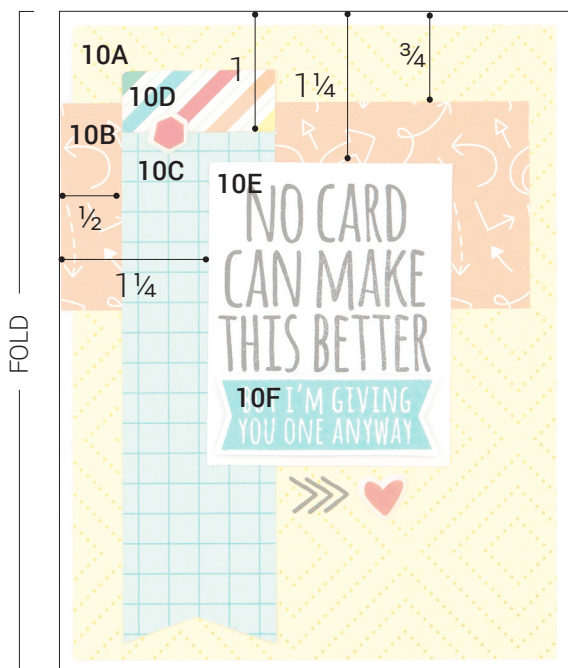 10A
10D
1
1¼
¾
10B
10C
10E
½
1¼
FOLD
NO CARD
CAN MAKE
THIS BETTER
10F
I'M GIVING
YOU ONE ANYWAY